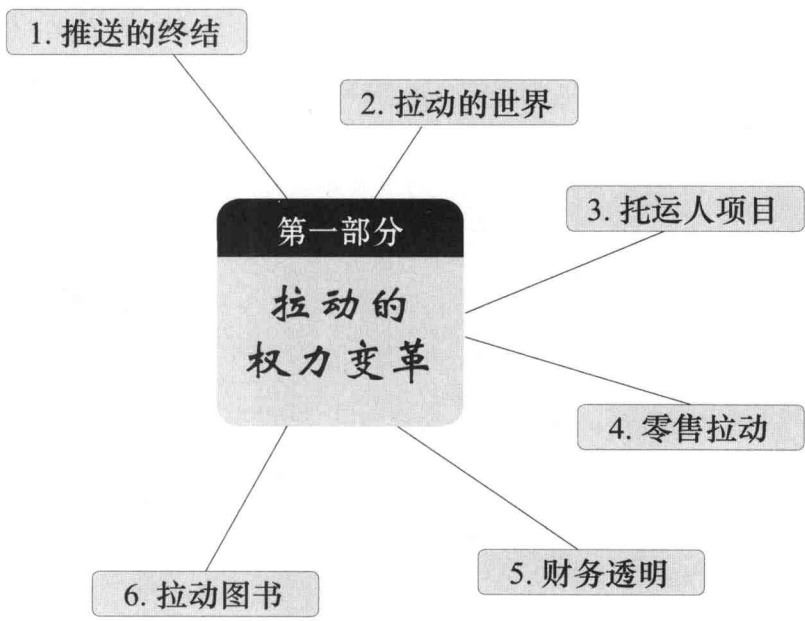 1. 推送的终结
2. 拉动的世界
3. 托运人项目
第一部分
拉动的
权力变革
4. 零售拉动
5. 财务透明
6. 拉动图书